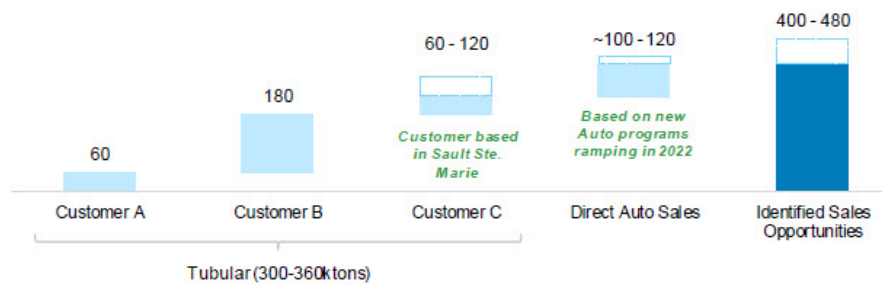 400 - 480
~100 - 120
60 - 120
180
60
Customer based
in Sault Ste.
Marie
Based on new
Auto programs
ramping in 2022
Customer A
Customer B
Customer C
Direct Auto Sales
Identified Sales
Opportunities
Tubular (300-360ktons)